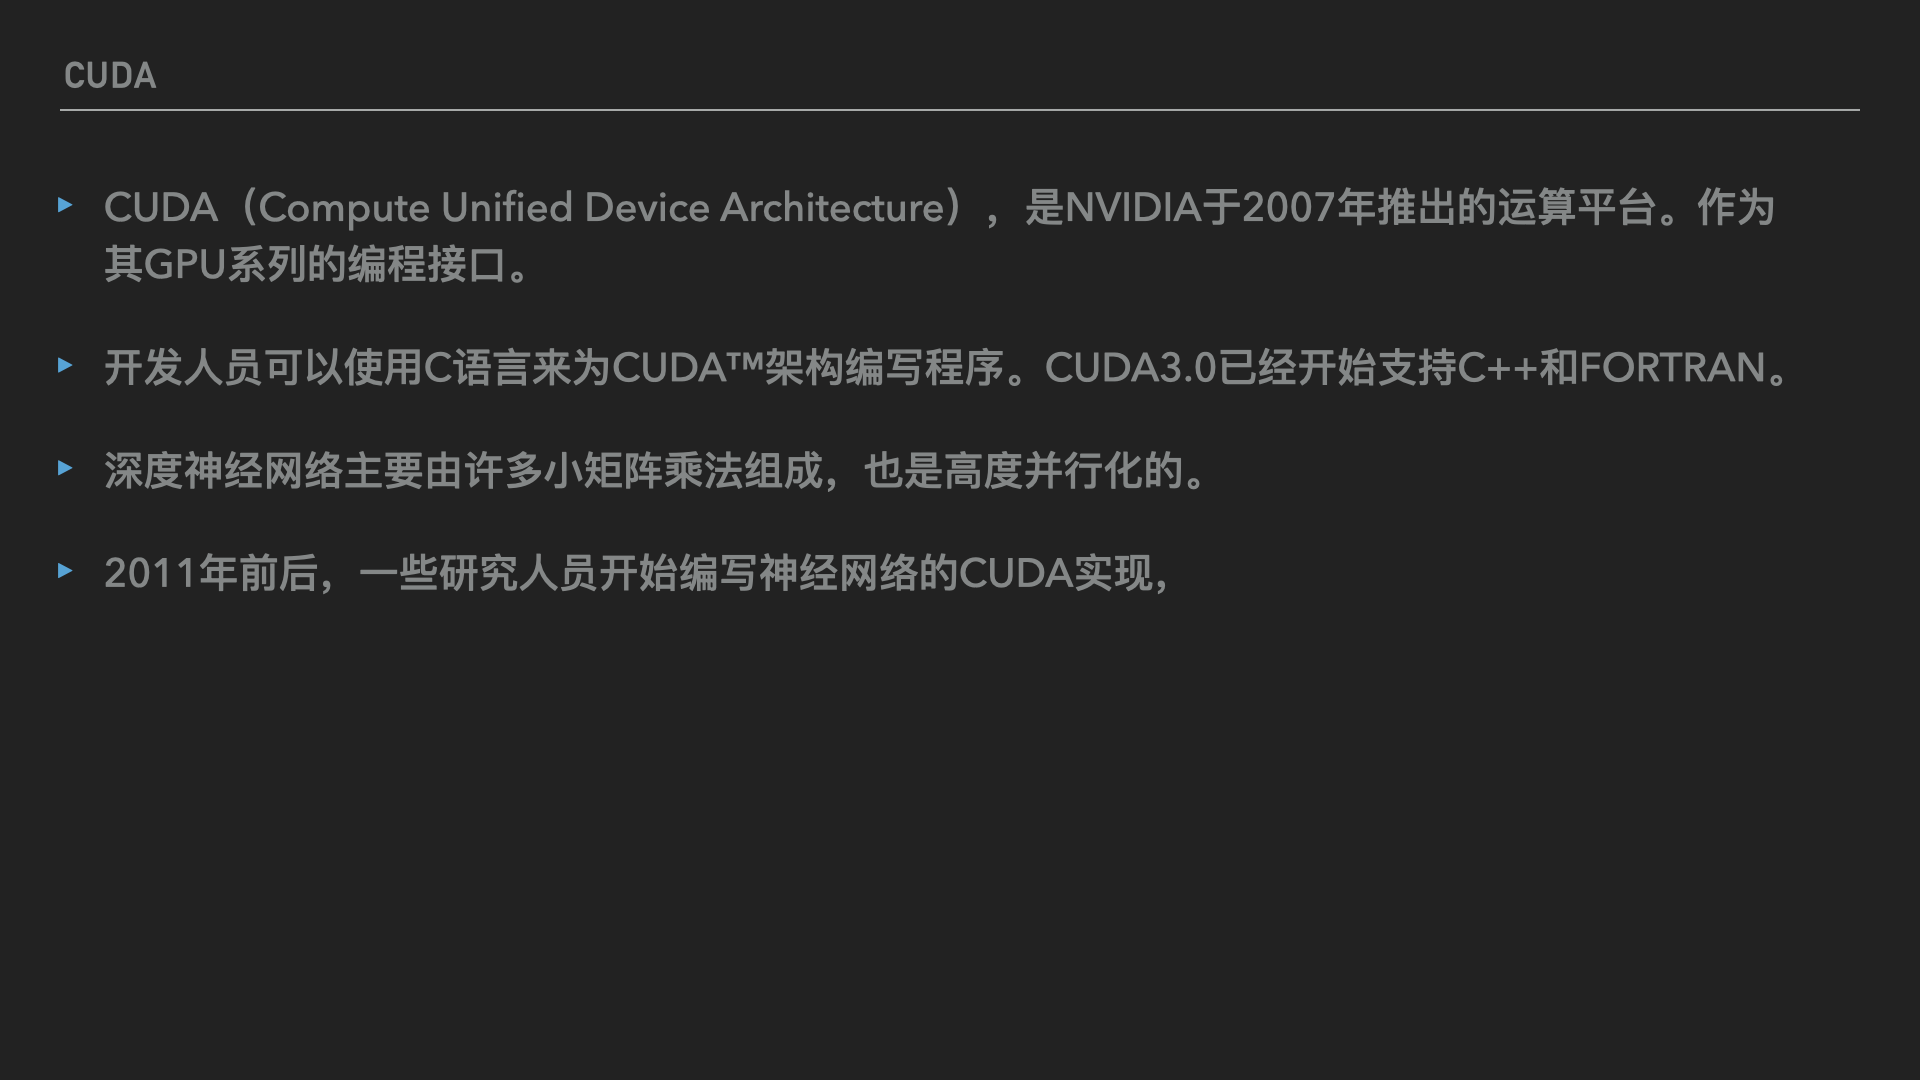 CUDA
▸ CUDA（Compute Unified Device Architecture），是NVIDIA于2007年推出的运算平台。作为
其GPU系列的编程接口。
▸ 开发人员可以使用C语言来为CUDA™架构编写程序。CUDA3.0已经开始支持C++和FORTRAN。
▸ 深度神经网络主要由许多小矩阵乘法组成，也是高度并行化的。
▸ 2011年前后，一些研究人员开始编写神经网络的CUDA实现，